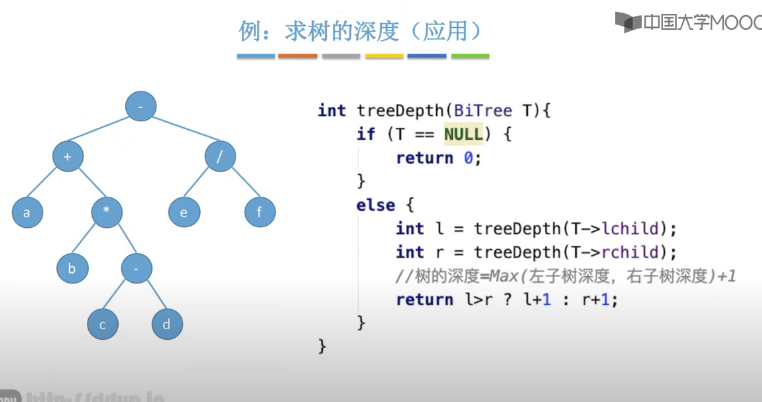 例：求树的深度（应用）
中国大学MOOC
-
+
/
a
*
e
f
b
-
c
d
int treeDepth(BiTree T){
if (T == NULL) {
return 0;
}
else {
int l = treeDepth(T->lchild);
int r = treeDepth(T->rchild);
//树的深度=Max(左子树深度，右子树深度)+1
return l>r ? l+1 : r+1;
}
}